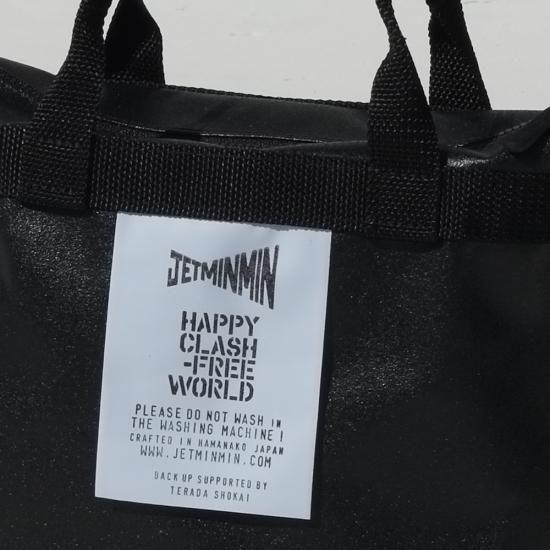 JETMINMIN
HAPPY
CLASH
-FREE
WORLD
PLEASE DO NOT WASH IN
THE WASHING MACHINE !
CRAFTED IN HAMANAKO JAPAN
WWW.JETMINMIN.COM
BACK UP SUPPORTED BY
TERADA SHOKAI